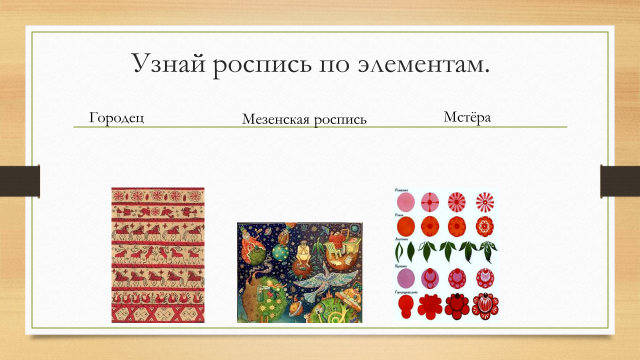 Узнай роспись по элементам.
Городец
Мезенская роспись
Мстёра